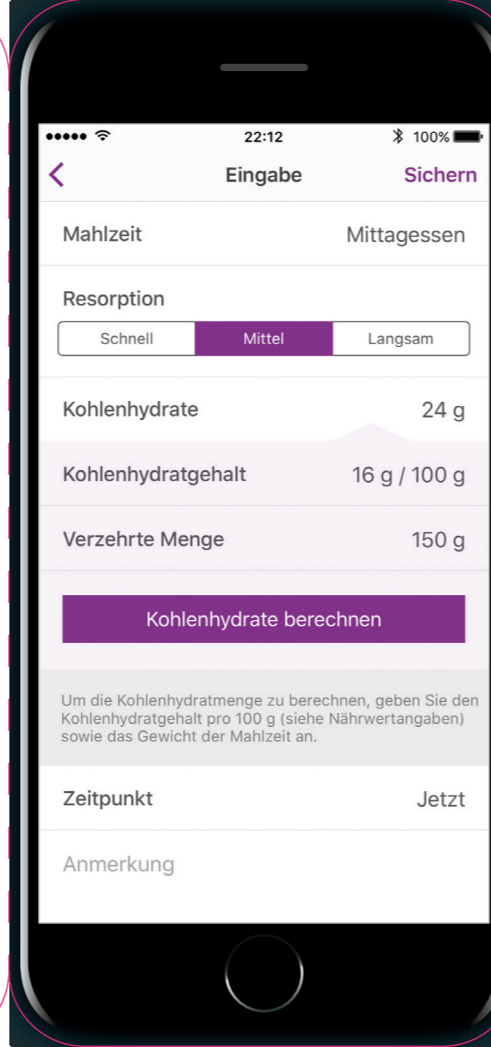 22:12
100%
Eingabe
Sichern
Mahlzeit
Mittagessen
Resorption
Schnell
Mittel
Langsam
Kohlenhydrate
24 g
Kohlenhydratgehalt
16 g / 100 g
Verzehrte Menge
150 g
Kohlenhydrate berechnen
Um die Kohlenhydratmenge zu berechnen, geben Sie den
Kohlenhydratgehalt pro 100 g (siehe Nährwertangaben)
sowie das Gewicht der Mahlzeit an.
Zeitpunkt
Jetzt
Anmerkung